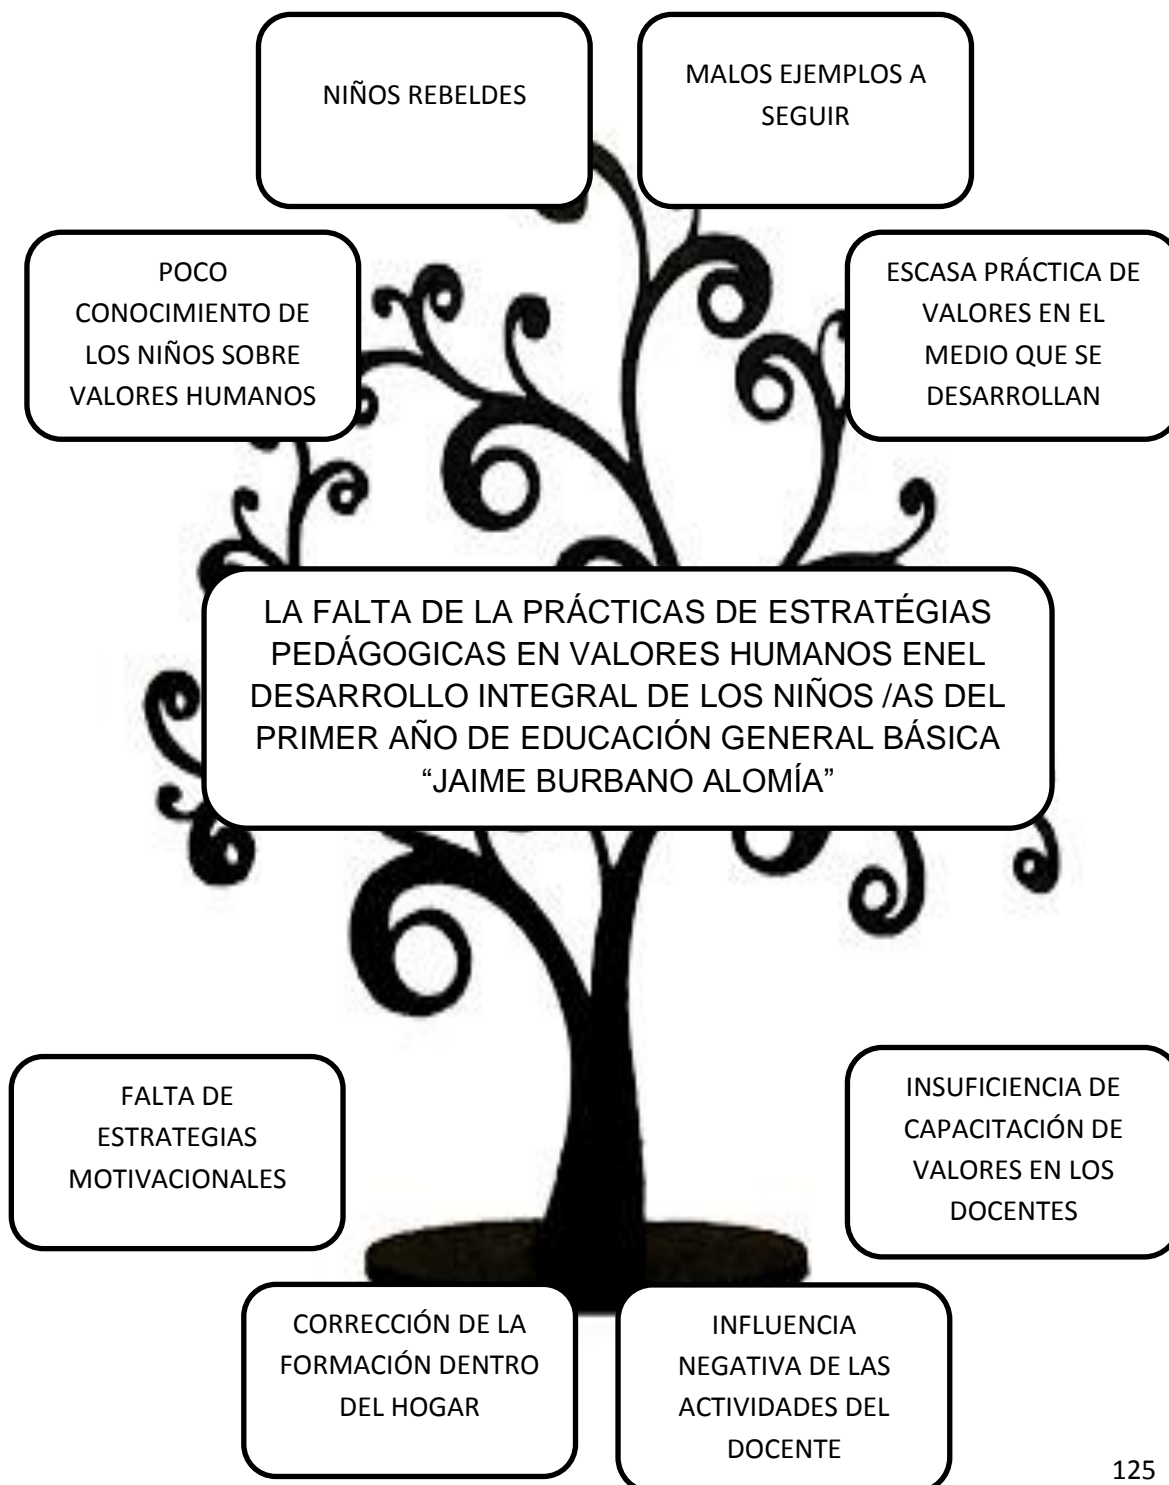 NIÑOS REBELDES
MALOS EJEMPLOS A
SEGUIR
POCO
CONOCIMIENTO DE
LOS NIÑOS SOBRE
VALORES HUMANOS
ESCASA PRÁCTICA DE
VALORES EN EL
MEDIO QUE SE
DESARROLLAN
LA FALTA DE LA PRÁCTICAS DE ESTRATÉGIAS
PEDÁGOGICAS EN VALORES HUMANOS ENEL
DESARROLLO INTEGRAL DE LOS NIÑOS /AS DEL
PRIMER AÑO DE EDUCACIÓN GENERAL BÁSICA
“JAIME BURBANO ALOMÍA”
FALTA DE
ESTRATEGIAS
MOTIVACIONALES
INSUFICIENCIA DE
CAPACITACIÓN DE
VALORES EN LOS
DOCENTES
CORRECCIÓN DE LA
FORMACIÓN DENTRO
DEL HOGAR
INFLUENCIA
NEGATIVA DE LAS
ACTIVIDADES DEL
DOCENTE
125